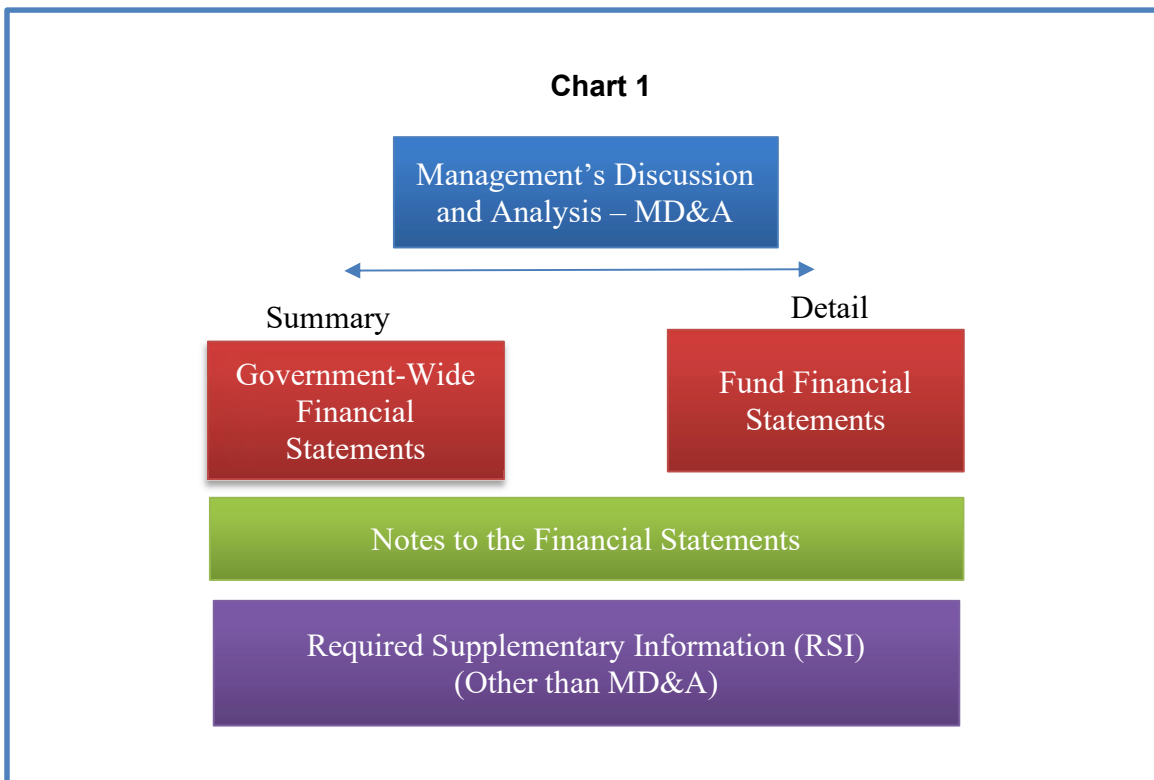 Chart 1
Management’s Discussion
and Analysis – MD&A
Summary
Detail
Government-Wide
Financial
Statements
Fund Financial
Statements
Notes to the Financial Statements
Required Supplementary Information (RSI)
(Other than MD&A)